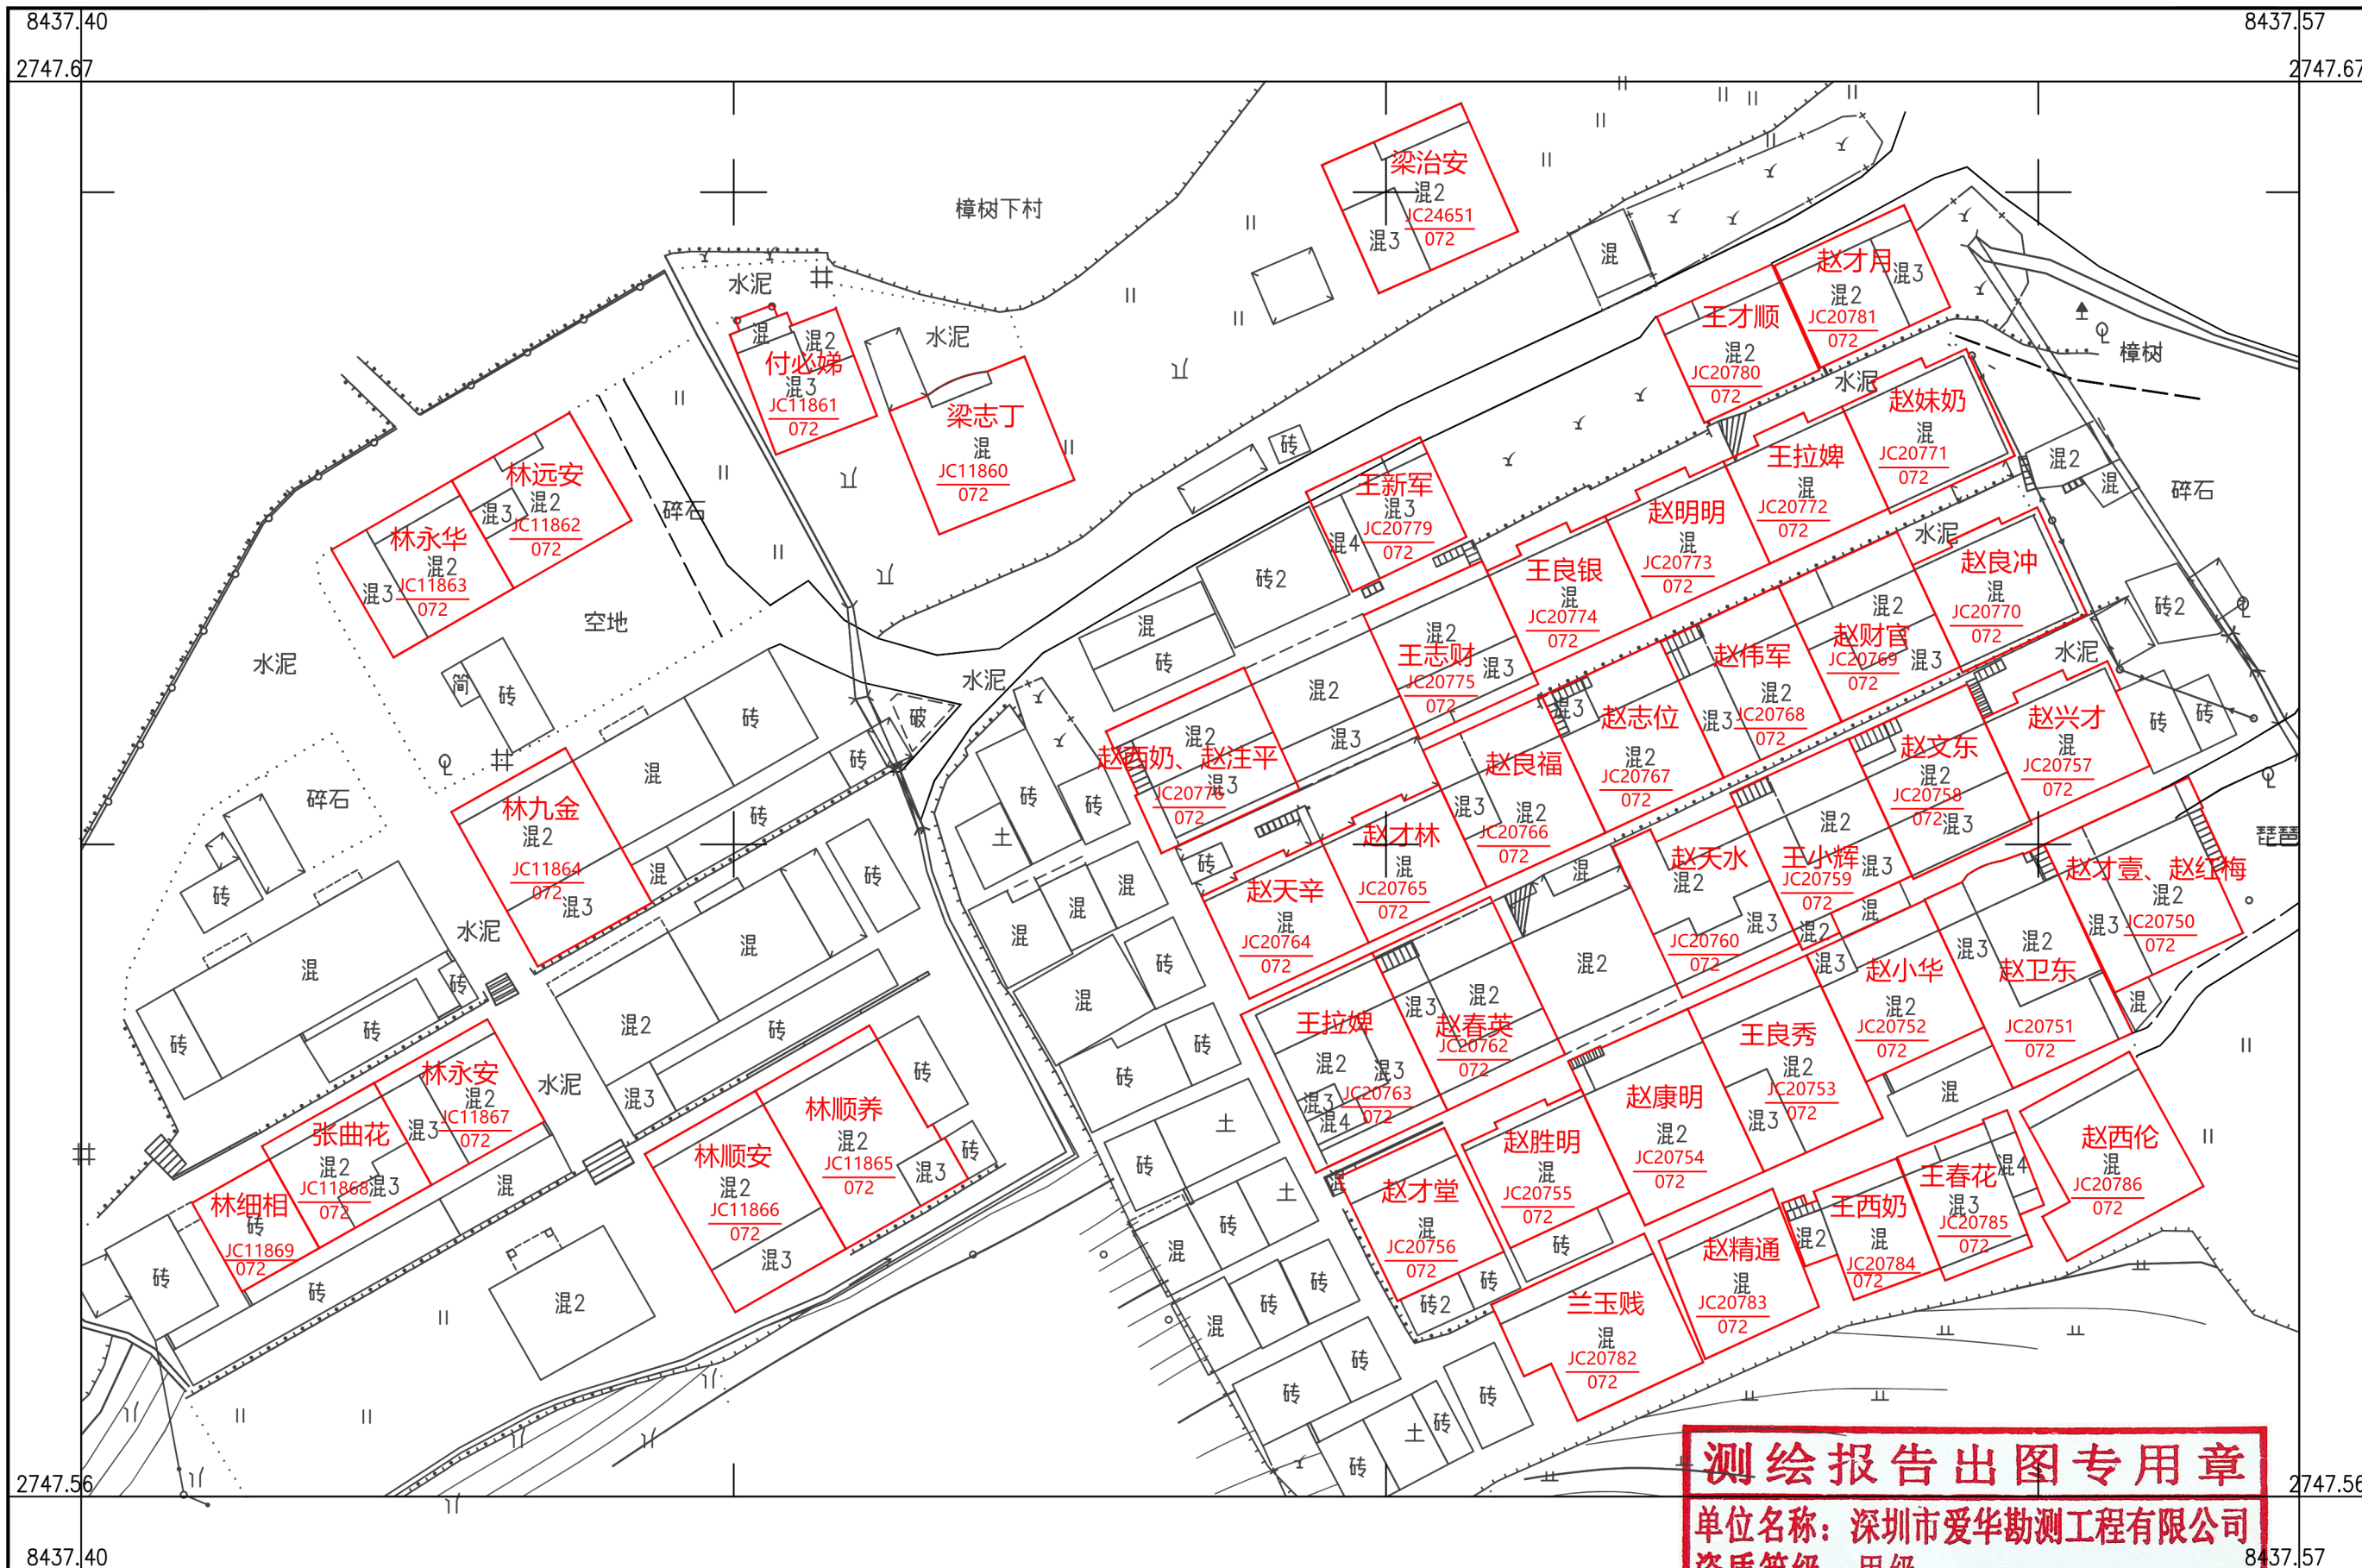 8437.40
8437.57
2747.67
2747.67
樟树下村
梁治安
混2
JC24651
072
混3
混
水泥
混
混2
付必娣
混3
JC11861
072
水泥
梁志丁
混
JC11860
072
赵才月
混3
混2
JC20781
072
王才顺
混2
JC20780
072
水泥
樟树
林远安
混2
混3
JC11862
072
碎石
林永华
混2
混3
JC11863
072
空地
水泥
简
砖
砖
王新军
混3
JC20779
072
混4
砖2
混
砖
赵妹奶
混
JC20771
072
王拉婢
混
JC20772
072
赵明明
混
JC20773
072
王良银
混
JC20774
072
混2
王志财
混3
JC20775
072
混2
混
碎石
水泥
赵良冲
混
JC20770
072
混2
赵财官
混3
JC20769
072
赵伟军
混2
混3
JC20768
072
赵志位
混2
混3
JC20767
072
砖2
水泥
水泥
破
砖
混
砖
砖
碎石
林九金
混2
JC11864
072
混3
混
砖
混2
赵酉奶、赵注平
混3
JC20776
072
混2
混3
赵良福
混3
混2
JC20766
072
赵才林
混
JC20765
072
砖
赵天辛
混
JC20764
072
赵兴才
混
JC20757
072
砖
砖
赵文东
混2
JC20758
072
混3
混2
王小辉
混3
JC20759
072
混2
混
赵天水
混2
混3
JC20760
072
混
混2
琵琶
赵才壹、赵红梅
混2
混3
JC20750
072
混
混2
混3
赵卫东
JC20751
072
混3
赵小华
混2
JC20752
072
混
王良秀
混2
混3
JC20753
072
混2
混3
赵春英
JC20762
072
王拉婢
混2
混3
JC20763
072
混3
混4
砖
土
砖
混
混
混
砖
混
砖
砖
土
砖
土
砖
混
砖
砖
混
砖
砖
砖
砖
土
砖
砖
水泥
混
砖
砖
砖
混
混2
砖
混3
水泥
林永安
混2
混3
JC11867
072
张曲花
混2
混3
JC11868
072
林细相
砖
JC11869
072
混
砖
砖
混2
林顺养
混2
JC11865
072
混3
砖
砖
林顺安
混2
JC11866
072
混3
赵康明
混2
JC20754
072
赵胜明
混
JC20755
072
砖
混
赵才堂
混
JC20756
072
砖
砖2
赵西伦
混
JC20786
072
王春花
混4
混3
JC20785
072
王西奶
混
JC20784
072
混2
赵精通
混
JC20783
072
兰玉贱
混
JC20782
072
2747.56
2747.56
8437.40
8437.57
测绘报告出图专用章
单位名称：深圳市爱华勘测工程有限公司